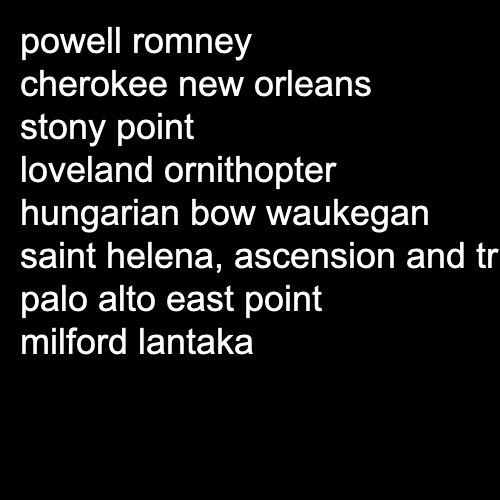 powell romney
cherokee new orleans
stony point
loveland ornithopter
hungarian bow waukegan
saint helena, ascension and
palo alto east point
milford lantaka